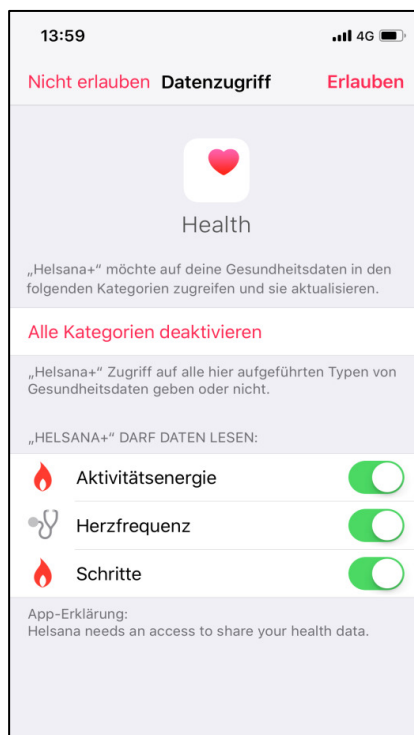 13:59 4G
Nicht erlauben Datenzugriff Erlauben
Health
„Helsana+“ möchte auf deine Gesundheitsdaten in den
folgenden Kategorien zugreifen und sie aktualisieren.
Alle Kategorien deaktivieren
„Helsana+“ Zugriff auf alle hier aufgeführten Typen von
Gesundheitsdaten geben oder nicht.
„HELSANA+“ DARF DATEN LESEN:
Aktivitätsenergie
Herzfrequenz
Schritte
App-Erklärung:
Helsana needs an access to share your health data.